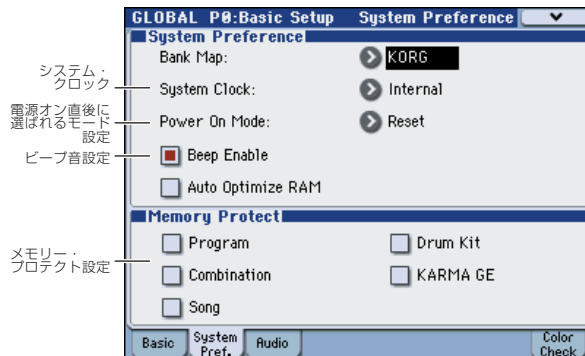 GLOBAL P0:Basic Setup System Preference
System Preference
Bank Map: KORG
システム・
クロック
System Clock: Internal
電源オン直後に
選ばれるモード
設定
Power On Mode: Reset
ビープ音設定
Beep Enable
Auto Optimize RAM
Memory Protect
メモリー・
プロテクト設定
Program Drum Kit
Combination KARMA GE
Song
Basic System Pref. Audio Color Check